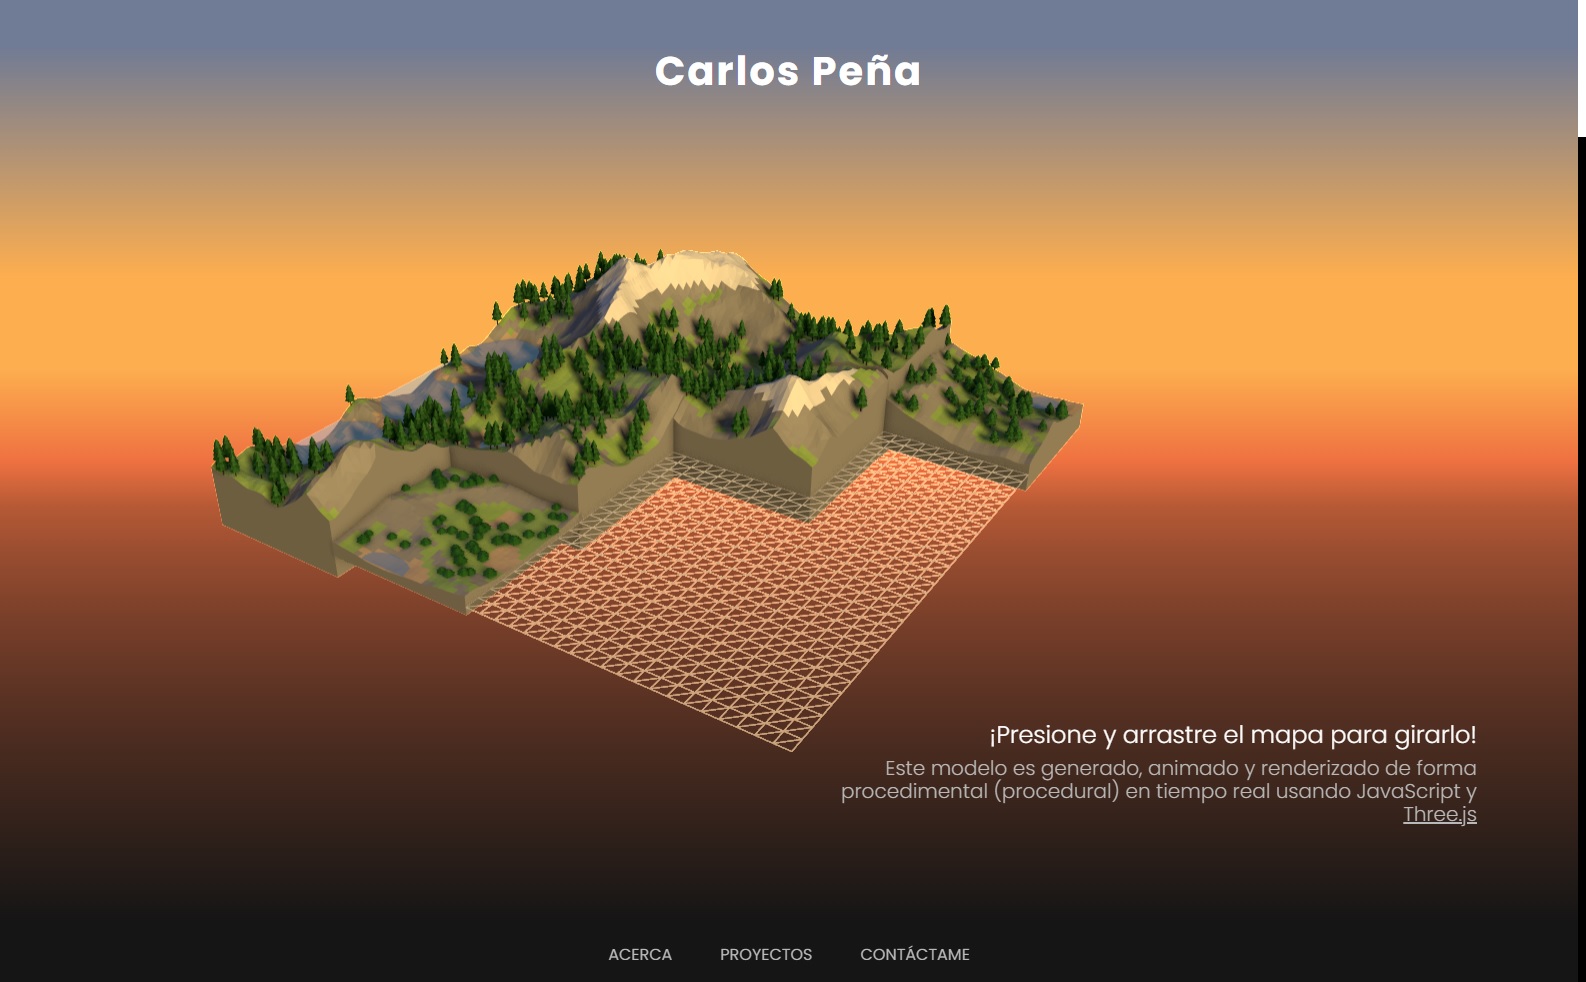 Carlos Peña
¡Presione y arrastre el mapa para girarlo!
Este modelo es generado, animado y renderizado de forma
procedimental (procedural) en tiempo real usando JavaScript y
Three.js
ACERCA PROYECTOS CONTÁCTAME